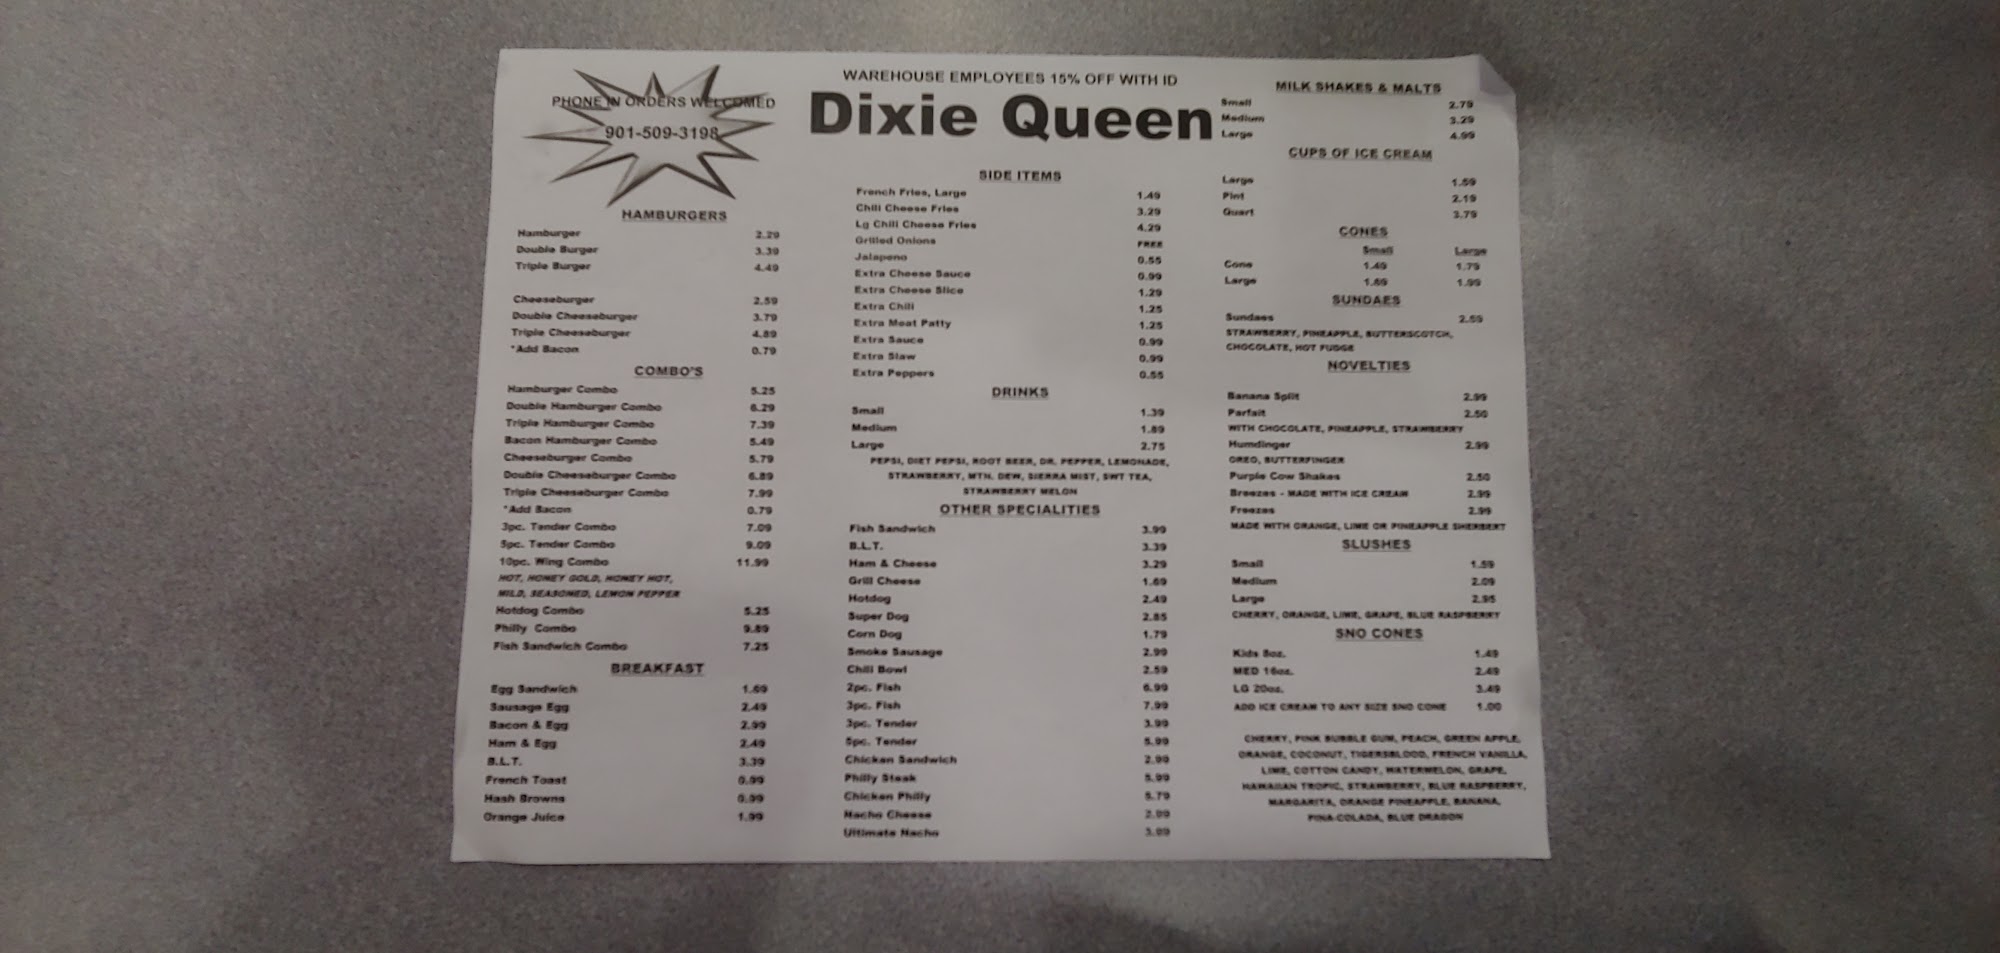 WAREHOUSE EMPLOYEES 15% OFF WITH ID
Dixie Queen
PHONE IN ORDERS WELCOMED
901-509-3198
HAMBURGERS
Hamburger 2.29
Double Burger 3.39
Triple Burger 4.49
Cheeseburger 2.59
Double Cheeseburger 3.79
Triple Cheeseburger 4.89
*Add Bacon 0.79
COMBO'S
Hamburger Combo 5.25
Double Hamburger Combo 6.29
Triple Hamburger Combo 7.39
Bacon Hamburger Combo 5.49
Cheeseburger Combo 5.79
Double Cheeseburger Combo 6.89
Triple Cheeseburger Combo 7.99
*Add Bacon 0.79
3pc. Tender Combo 7.09
5pc. Tender Combo 9.09
10pc. Wing Combo 11.99
HOT, HONEY GOLD, HONEY HOT,
MILD, SEASONED, LEMON PEPPER
Hotdog Combo 5.25
Philly Combo 9.89
Fish Sandwich Combo 7.25
BREAKFAST
Egg Sandwich 1.69
Sausage Egg 2.49
Bacon & Egg 2.99
Ham & Egg 2.49
B.L.T. 3.39
French Toast 0.99
Hash Browns 0.99
Orange Juice 1.99
SIDE ITEMS
French Fries, Large 1.49
Chili Cheese Fries 3.29
Lg Chili Cheese Fries 4.29
Grilled Onions FREE
Jalapeno 0.55
Extra Cheese Sauce 0.99
Extra Cheese Slice 1.29
Extra Chili 1.25
Extra Meat Patty 1.25
Extra Sauce 0.99
Extra Slaw 0.99
Extra Peppers 0.55
DRINKS
Small 1.39
Medium 1.89
Large 2.75
PEPSI, DIET PEPSI, ROOT BEER, DR. PEPPER, LEMONADE,
STRAWBERRY, MTN. DEW, SIERRA MIST, SWT TEA,
STRAWBERRY MELON
OTHER SPECIALITIES
Fish Sandwich 3.99
B.L.T. 3.39
Ham & Cheese 3.29
Grill Cheese 1.69
Hotdog 2.49
Super Dog 2.85
Corn Dog 1.79
Smoke Sausage 2.99
Chili Bowl 2.59
2pc. Fish 6.99
3pc. Fish 7.99
3pc. Tender 3.99
5pc. Tender 5.99
Chicken Sandwich 2.99
Philly Steak 5.99
Chicken Philly 5.79
Nacho Cheese 2.99
Ultimate Nacho
MILK SHAKES & MALTS
Small 2.79
Medium 3.29
Large 4.99
CUPS OF ICE CREAM
Large 1.59
Pint 2.19
Quart 3.79
CONES
Small Large
Cone 1.49 1.79
Large 1.99
SUNDAES
Sundaes 2.59
STRAWBERRY, PINEAPPLE, BUTTERSCOTCH,
CHOCOLATE, HOT FUDGE
NOVELTIES
Banana Split 2.99
Parfait 2.50
WITH CHOCOLATE, PINEAPPLE, STRAWBERRY
Humdinger 2.99
OREO, BUTTERFINGER
Purple Cow Shakes 2.50
Breezes - MADE WITH ICE CREAM 2.99
Freezes 2.99
MADE WITH ORANGE, LIME OR PINEAPPLE SHERBERT
SLUSHES
Small 1.59
Medium 2.09
Large 2.95
CHERRY, ORANGE, LIME, GRAPE, BLUE RASPBERRY
SNO CONES
Kids 8oz. 1.49
MED 16oz. 2.49
LG 20oz. 3.49
ADD ICE CREAM TO ANY SIZE SNO CONE 1.00
CHERRY, PINK BUBBLE GUM, PEACH, GREEN APPLE,
ORANGE, COCONUT, TIGERSBLOOD, FRENCH VANILLA,
LIME, COTTON CANDY, WATERMELON, GRAPE,
HAWAIIAN TROPIC, STRAWBERRY, BLUE RASPBERRY,
MARGARITA, ORANGE PINEAPPLE, BANANA,
PINA-COLADA, BLUE DRAGON